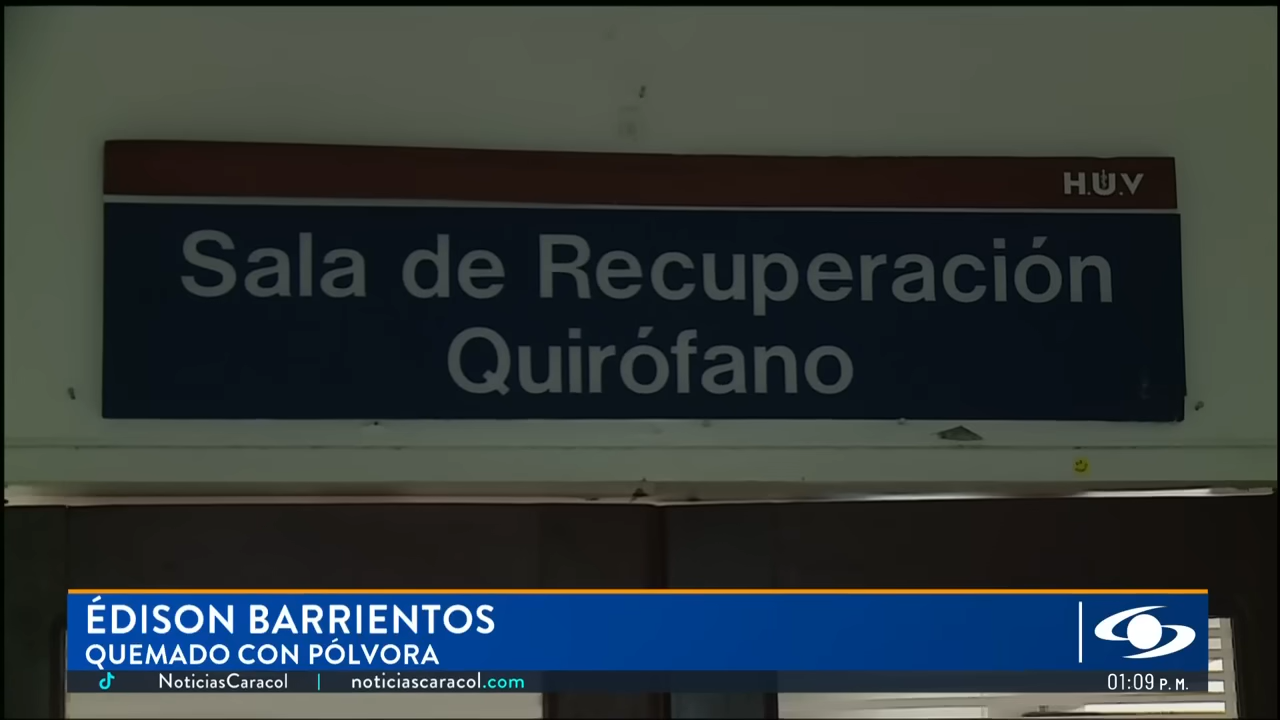 H.U.V
Sala de Recuperación
Quirófano
ÉDISON BARRIENTOS
QUEMADO CON PÓLVORA
NoticiasCaracol | noticiascaracol.com
01:09 P. M.